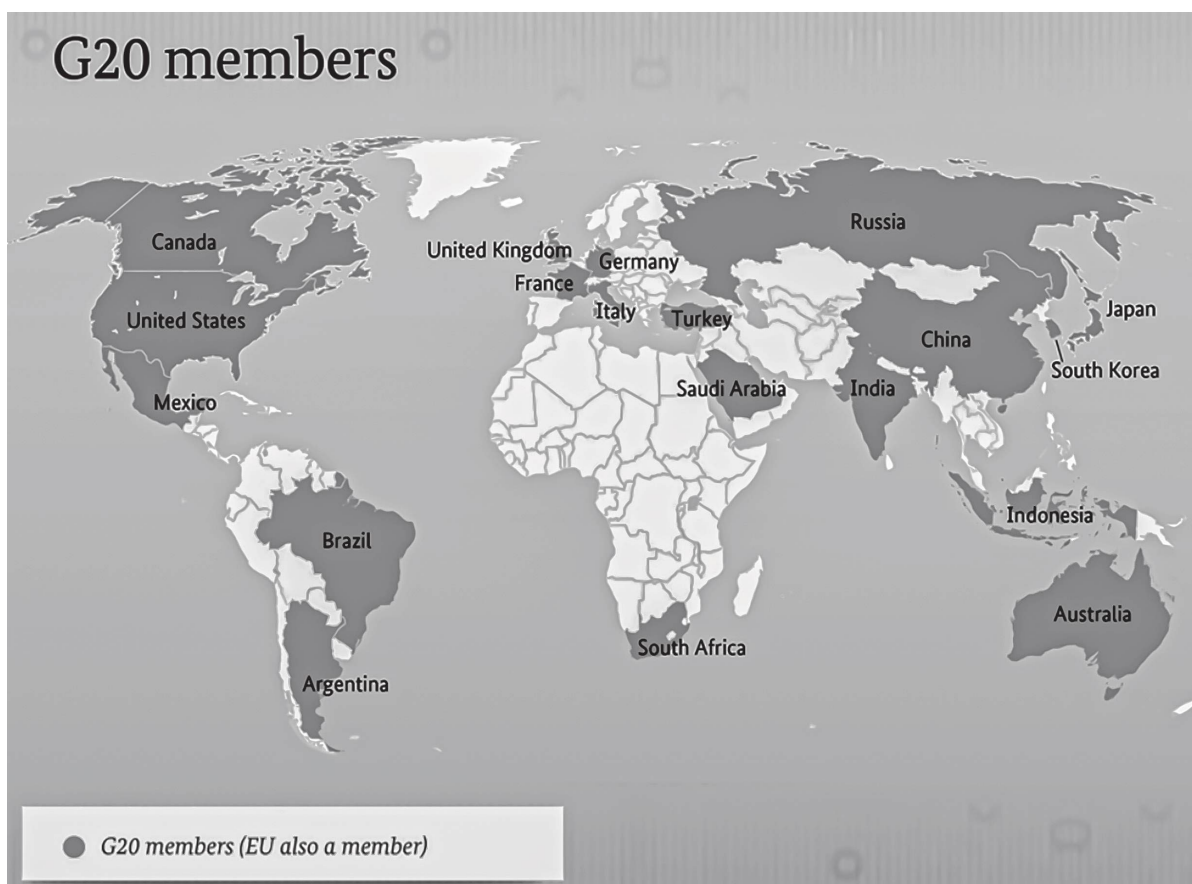 G20 members
Canada
United States
Mexico
Brazil
Argentina
United Kingdom
France
Germany
Italy
Turkey
Saudi Arabia
South Africa
Russia
China
India
Japan
South Korea
Indonesia
Australia
G20 members (EU also a member)